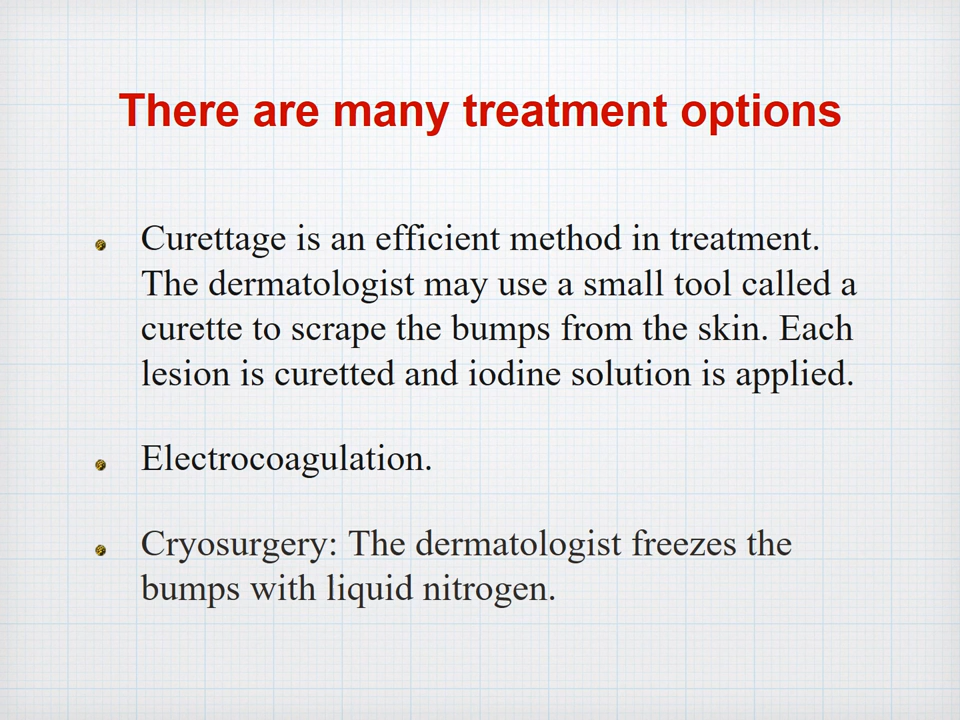 There are many treatment options
Curettage is an efficient method in treatment.
The dermatologist may use a small tool called a
curette to scrape the bumps from the skin. Each
lesion is curetted and iodine solution is applied.
Electrocoagulation.
Cryosurgery: The dermatologist freezes the
bumps with liquid nitrogen.